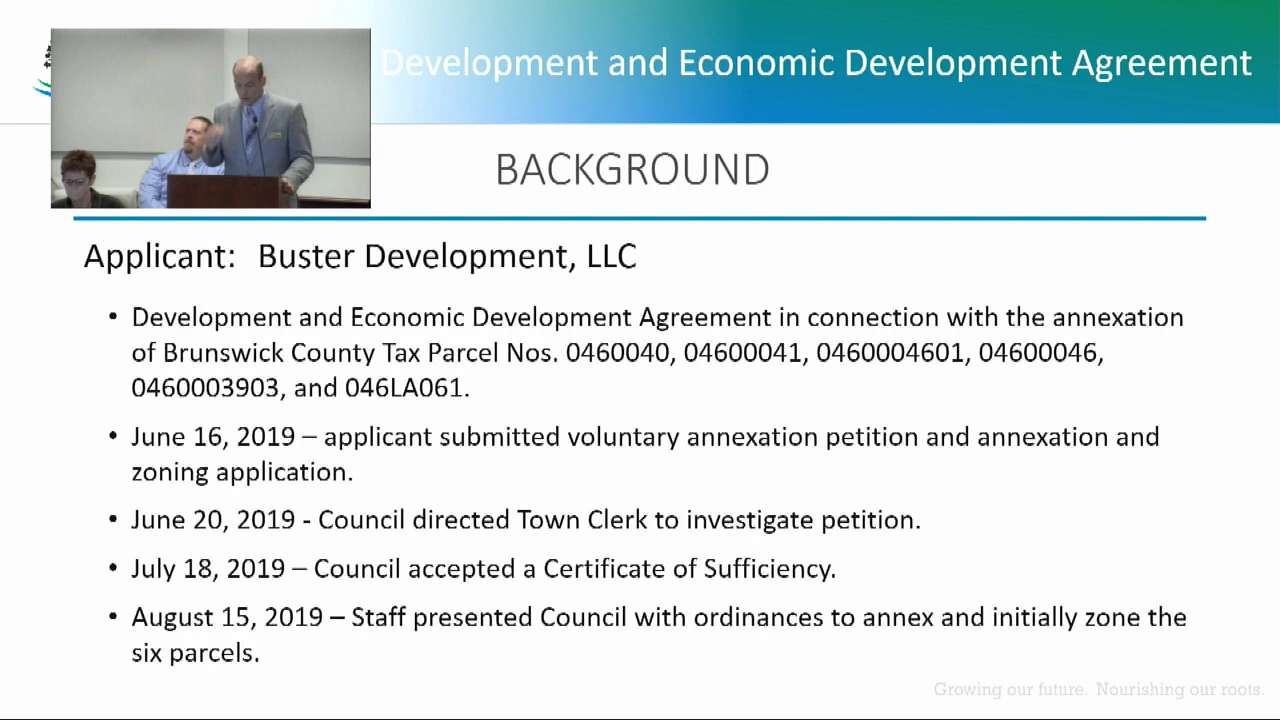 Development and Economic Development Agreement
BACKGROUND
Applicant: Buster Development, LLC
• Development and Economic Development Agreement in connection with the annexation
of Brunswick County Tax Parcel Nos. 0460040, 04600041, 0460004601, 04600046,
0460003903, and 046LA061.
• June 16, 2019 – applicant submitted voluntary annexation petition and annexation and
zoning application.
• June 20, 2019 - Council directed Town Clerk to investigate petition.
• July 18, 2019 – Council accepted a Certificate of Sufficiency.
• August 15, 2019 – Staff presented Council with ordinances to annex and initially zone the
six parcels.
Growing our future. Nourishing our roots.